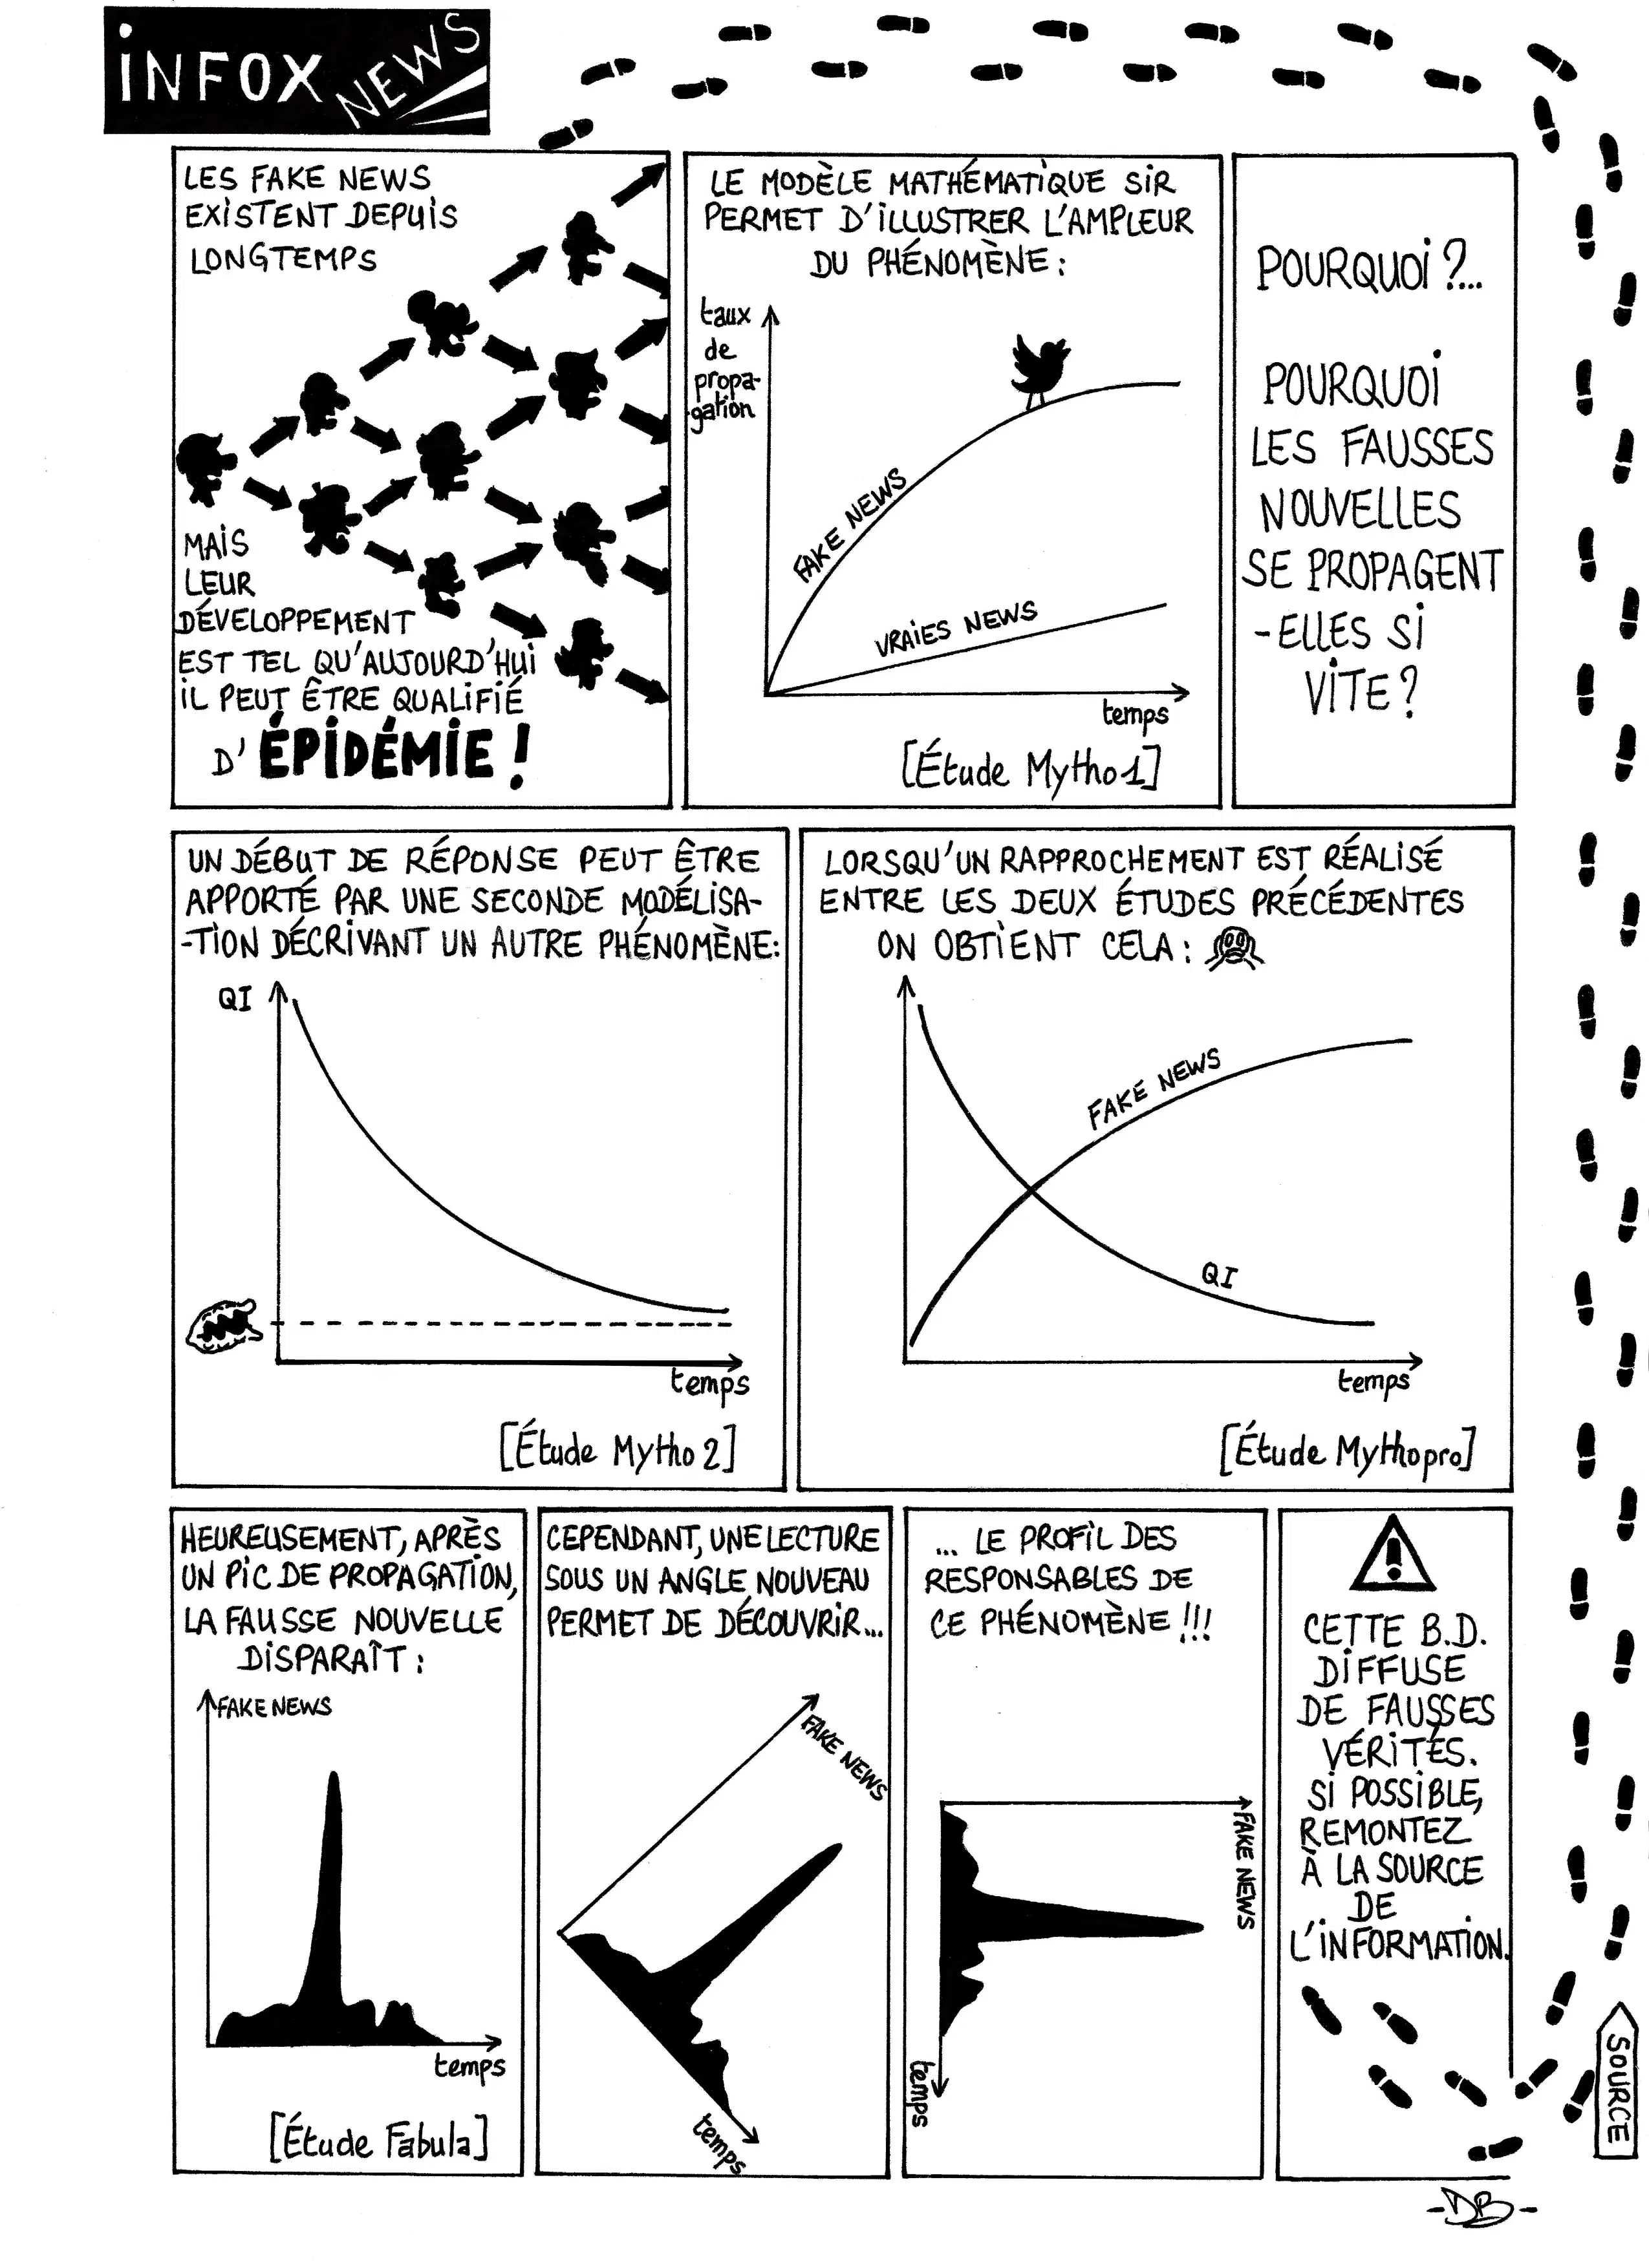 INFOX NEWS
LES FAKE NEWS
EXISTENT DEPUIS
LONGTEMPS
MAIS
LEUR
DÉVELOPPEMENT
EST TEL QU'AUJOURD'HUI
IL PEUT ÊTRE QUALIFIÉ
D'ÉPIDÉMIE !
LE MODÈLE MATHÉMATIQUE SIR
PERMET D'ILLUSTRER L'AMPLEUR
DU PHÉNOMÈNE :
taux
de
propa-
gation
FAKE NEWS
VRAIES NEWS
temps
[Étude Mytho1]
POURQUOI ?...
POURQUOI
LES FAUSSES
NOUVELLES
SE PROPAGENT
-ELLES SI
VITE ?
UN DÉBUT DE RÉPONSE PEUT ÊTRE
APPORTÉ PAR UNE SECONDE MODÉLISA-
-TION DÉCRIVANT UN AUTRE PHÉNOMÈNE:
QI
temps
[Étude Mytho 2]
LORSQU'UN RAPPROCHEMENT EST RÉALISÉ
ENTRE LES DEUX ÉTUDES PRÉCÉDENTES
ON OBTIENT CELA :
FAKE NEWS
QI
temps
[Étude Mythopro]
HEUREUSEMENT, APRÈS
UN PIC DE PROPAGATION,
LA FAUSSE NOUVELLE
DISPARAÎT :
FAKE NEWS
temps
[Étude Fabula]
CEPENDANT, UNE LECTURE
SOUS UN ANGLE NOUVEAU
PERMET DE DÉCOUVRIR...
FAKE NEWS
temps
... LE PROFIL DES
RESPONSABLES DE
CE PHÉNOMÈNE !!!
FAKE NEWS
temps
!
CETTE B.D.
DIFFUSE
DE FAUSSES
VÉRITÉS.
SI POSSIBLE,
REMONTEZ
À LA SOURCE
DE
L'INFORMATION.
SOURCE
-DB-